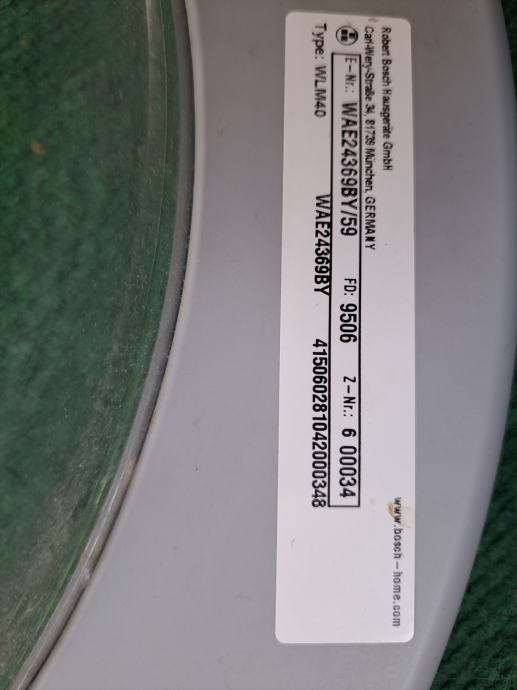 Robert Bosch Hausgeräte GmbH
Carl-Wery-Straße 34, 81739 München, GERMANY
www.bosch-home.com
E-Nr.: WAE24369BY/59 FD: 9506 Z-Nr.: 6 00034
Type: WLM40 WAE24369BY 415060281042000348